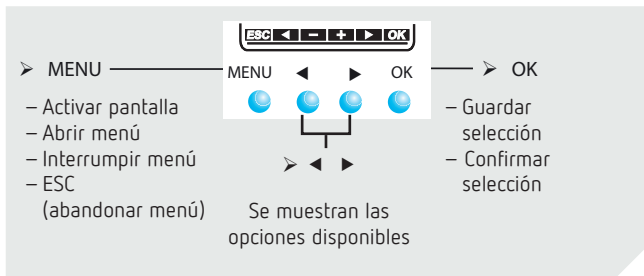 ESC ◄ − + ► OK
MENU ◄ ► OK
➢ MENU
– Activar pantalla
– Abrir menú
– Interrumpir menú
– ESC
(abandonar menú)
➢ ◄ ►
Se muestran las
opciones disponibles
➢ OK
– Guardar
selección
– Confirmar
selección